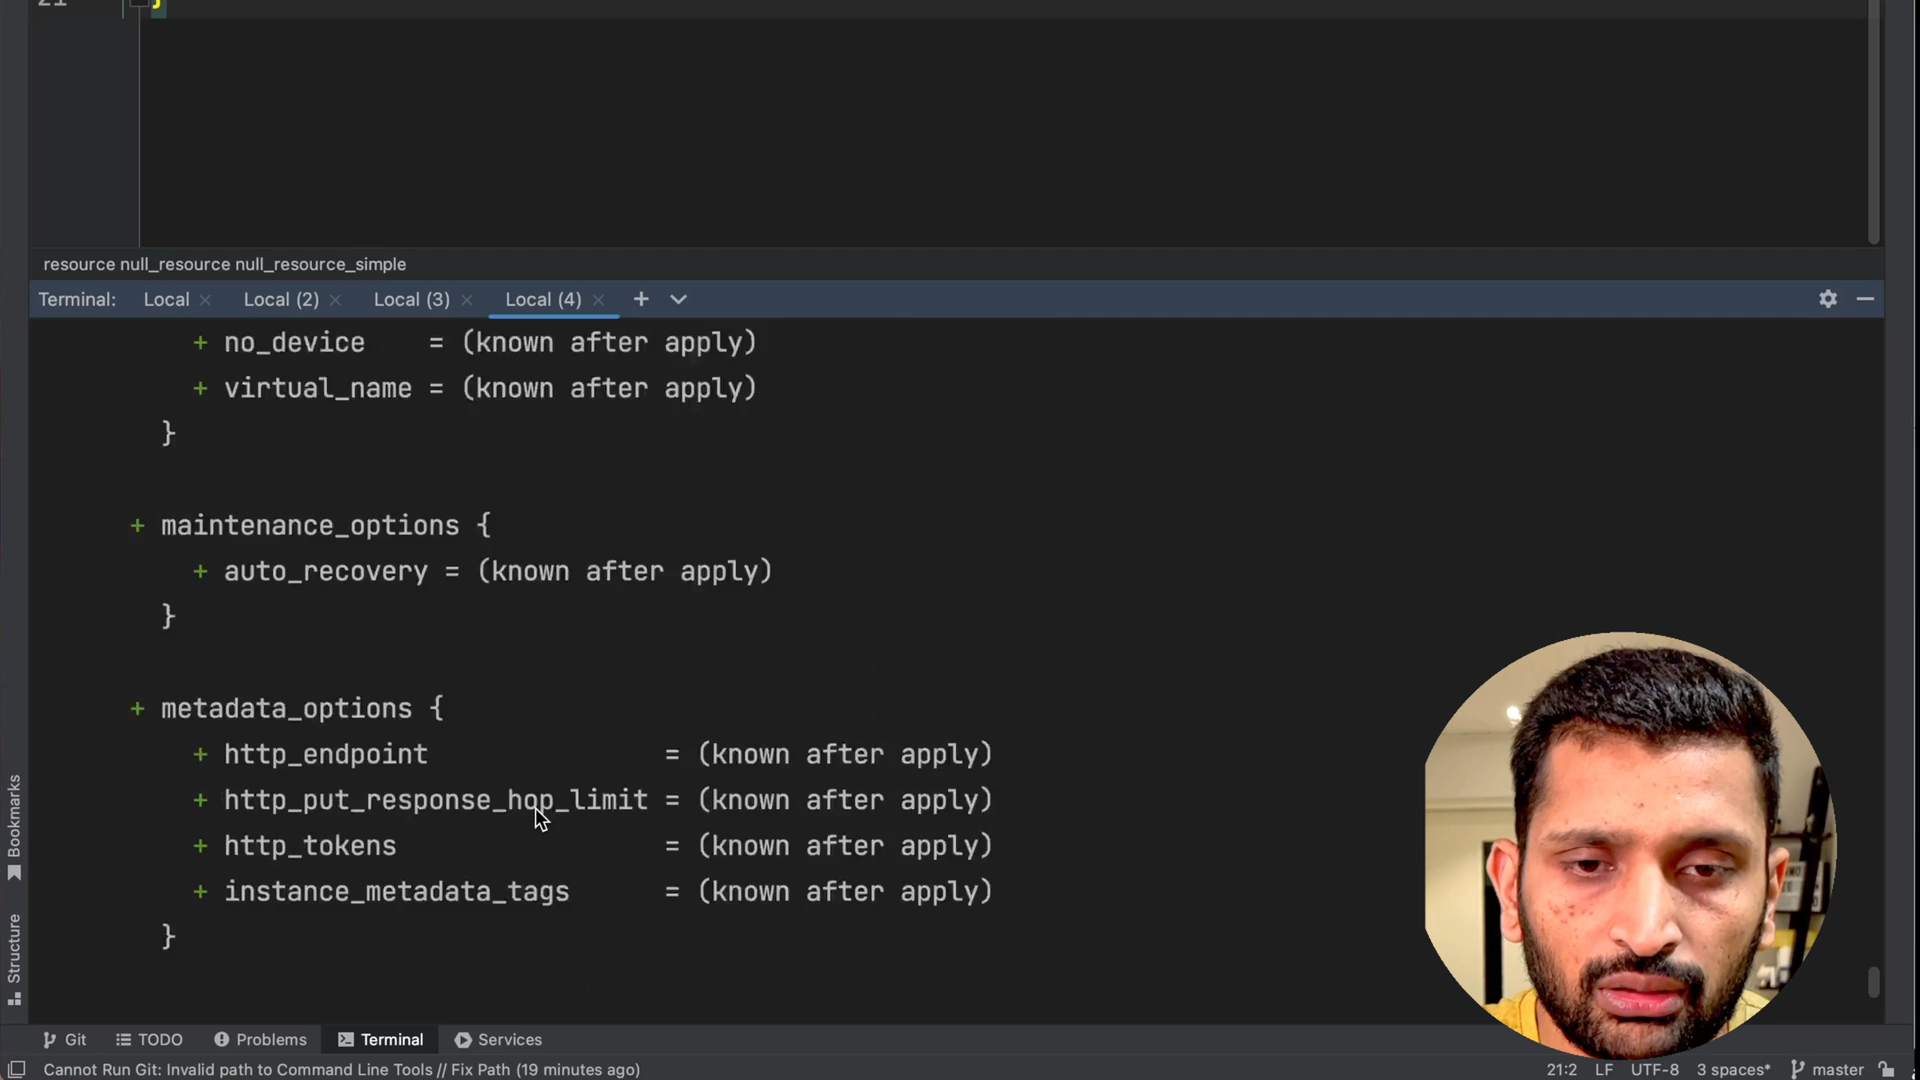 21
}
resource null_resource null_resource_simple
Terminal: Local Local (2) Local (3) Local (4)
+ no_device = (known after apply)
+ virtual_name = (known after apply)
}
+ maintenance_options {
+ auto_recovery = (known after apply)
}
+ metadata_options {
+ http_endpoint = (known after apply)
+ http_put_response_hop_limit = (known after apply)
+ http_tokens = (known after apply)
+ instance_metadata_tags = (known after apply)
}
Bookmarks
Structure
Git TODO Problems Terminal Services
Cannot Run Git: Invalid path to Command Line Tools // Fix Path (19 minutes ago) 21:2 LF UTF-8 3 spaces* master